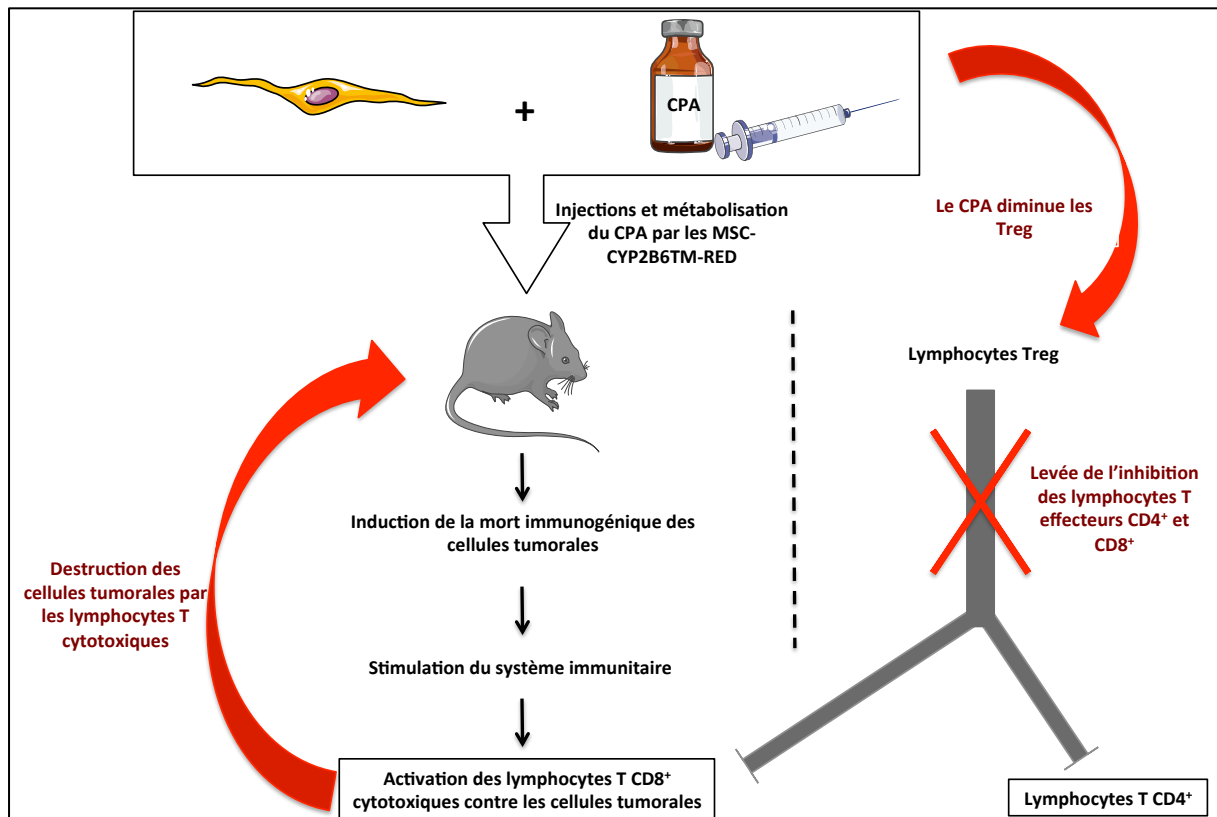 CPA
+
Injections et métabolisation
du CPA par les MSC-
CYP2B6TM-RED
Le CPA diminue les
Treg
Lymphocytes Treg
Levée de l’inhibition
des lymphocytes T
effecteurs CD4⁺ et
CD8⁺
Induction de la mort immunogénique des
cellules tumorales
Destruction des
cellules tumorales par
les lymphocytes T
cytotoxiques
Stimulation du système immunitaire
Activation des lymphocytes T CD8⁺
cytotoxiques contre les cellules tumorales
Lymphocytes T CD4⁺